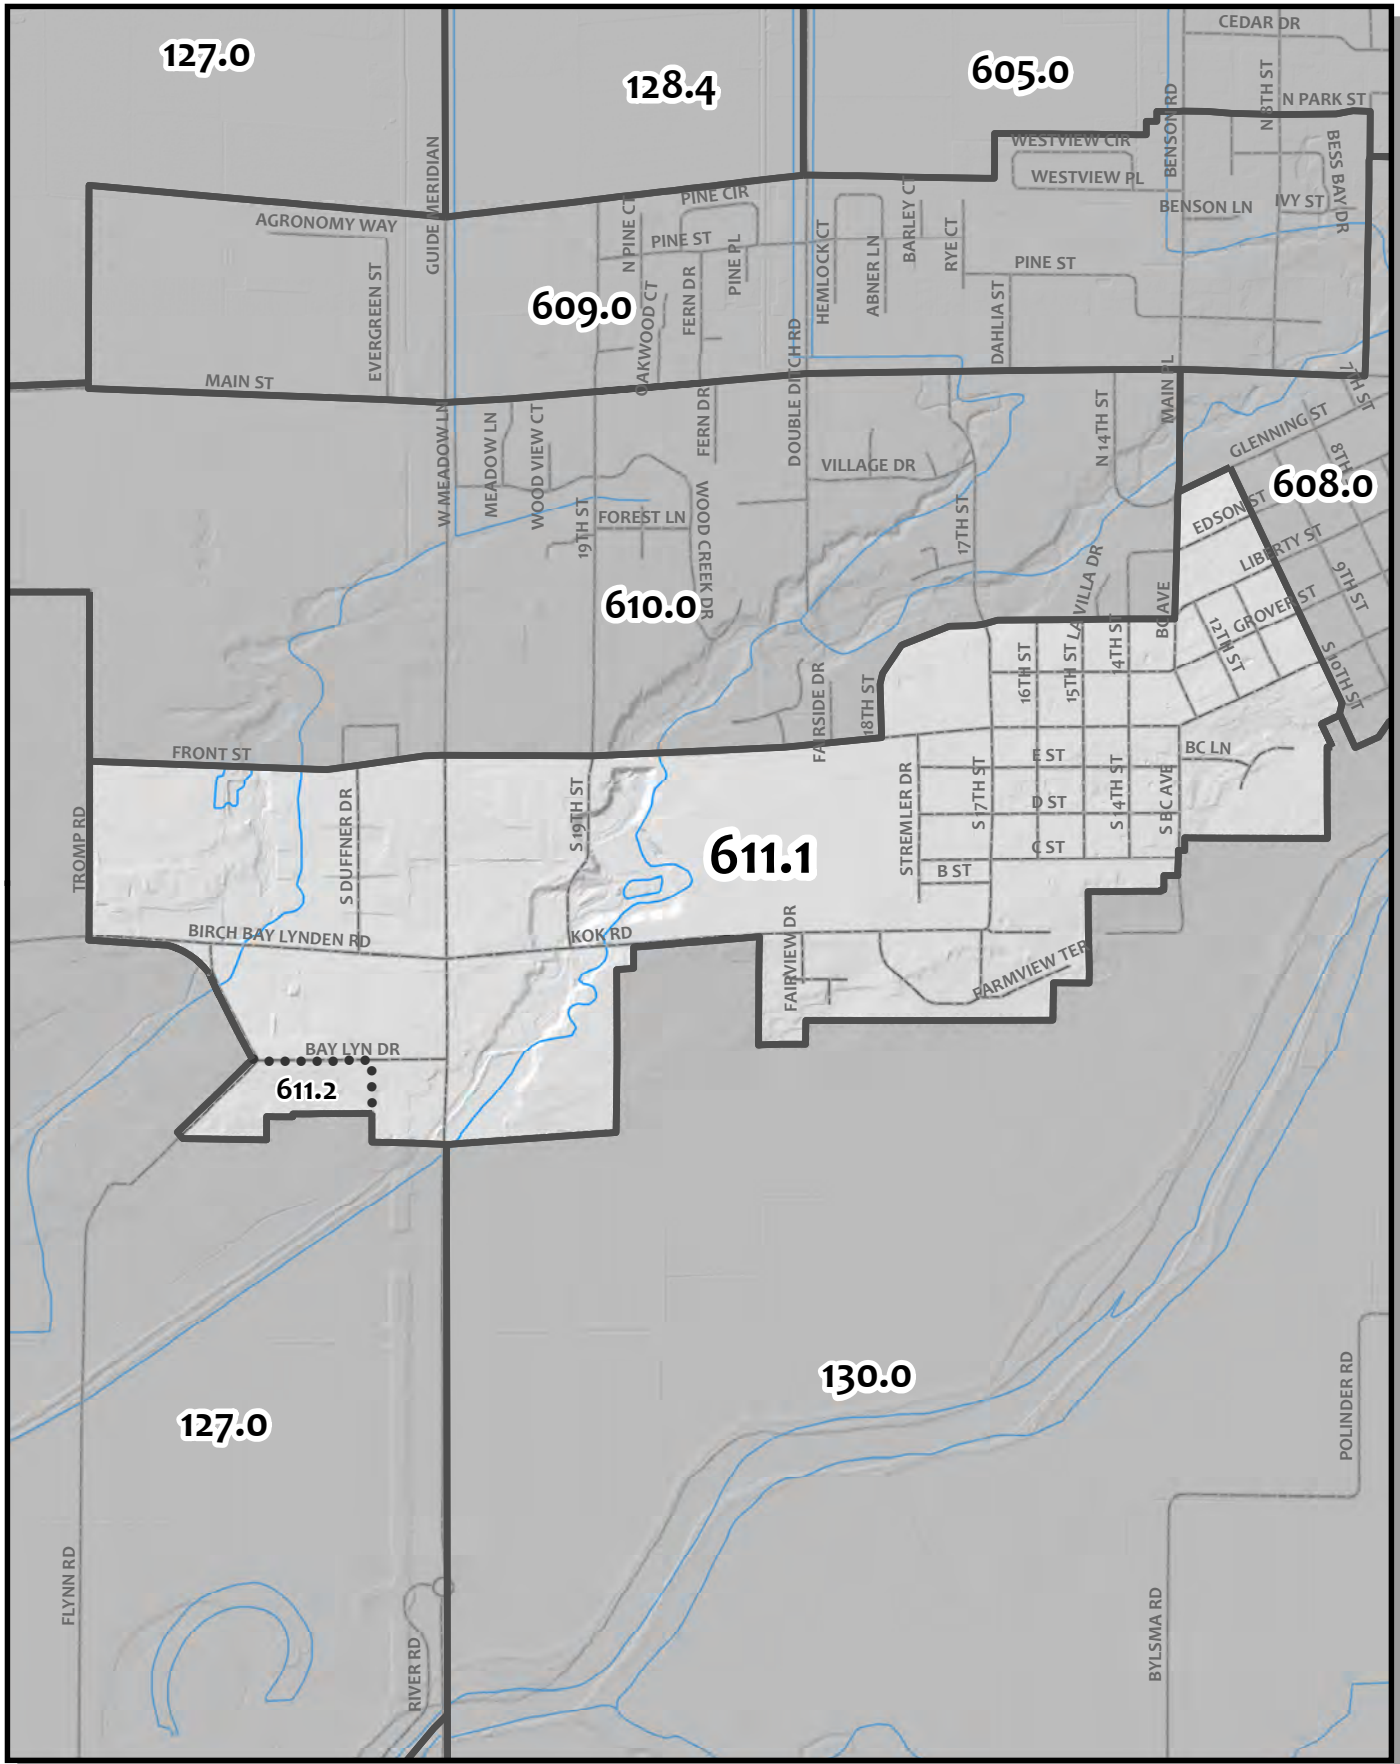 CEDAR DR
127.0
128.4
605.0
N 8TH ST
N PARK ST
BENSON RD
WESTVIEW CIR
WESTVIEW PL
BESS BAY DR
GUIDE MERIDIAN
AGRONOMY WAY
PINE CIR
N PINE CT
PINE ST
PINE PL
HEMLOCK CT
ABNER LN
BARLEY CT
RYE CT
BENSON LN
IVY ST
PINE ST
EVERGREEN ST
609.0
OAKWOOD CT
FERN DR
DOUBLE DITCH RD
DAHLIA ST
MAIN ST
MAIN PL
7TH ST
W MEADOW LN
MEADOW LN
WOOD VIEW CT
FERN DR
N 14TH ST
GLENNING ST
8TH
VILLAGE DR
608.0
19TH ST
FOREST LN
WOOD CREEK DR
17TH ST
EDSON ST
LIBERTY ST
610.0
LA VILLA DR
BC AVE
9TH ST
GROVER ST
12TH ST
S 10TH ST
16TH ST
15TH ST
14TH ST
FAIRSIDE DR
18TH ST
FRONT ST
E ST
BC LN
TROMP RD
S DUFFNER DR
S 19TH ST
611.1
STREMLER DR
S 17TH ST
D ST
S 14TH ST
S BC AVE
C ST
B ST
BIRCH BAY LYNDEN RD
KOK RD
FAIRVIEW DR
FARMVIEW TER
BAY LYN DR
611.2
130.0
127.0
POLINDER RD
FLYNN RD
RIVER RD
BYLSMA RD